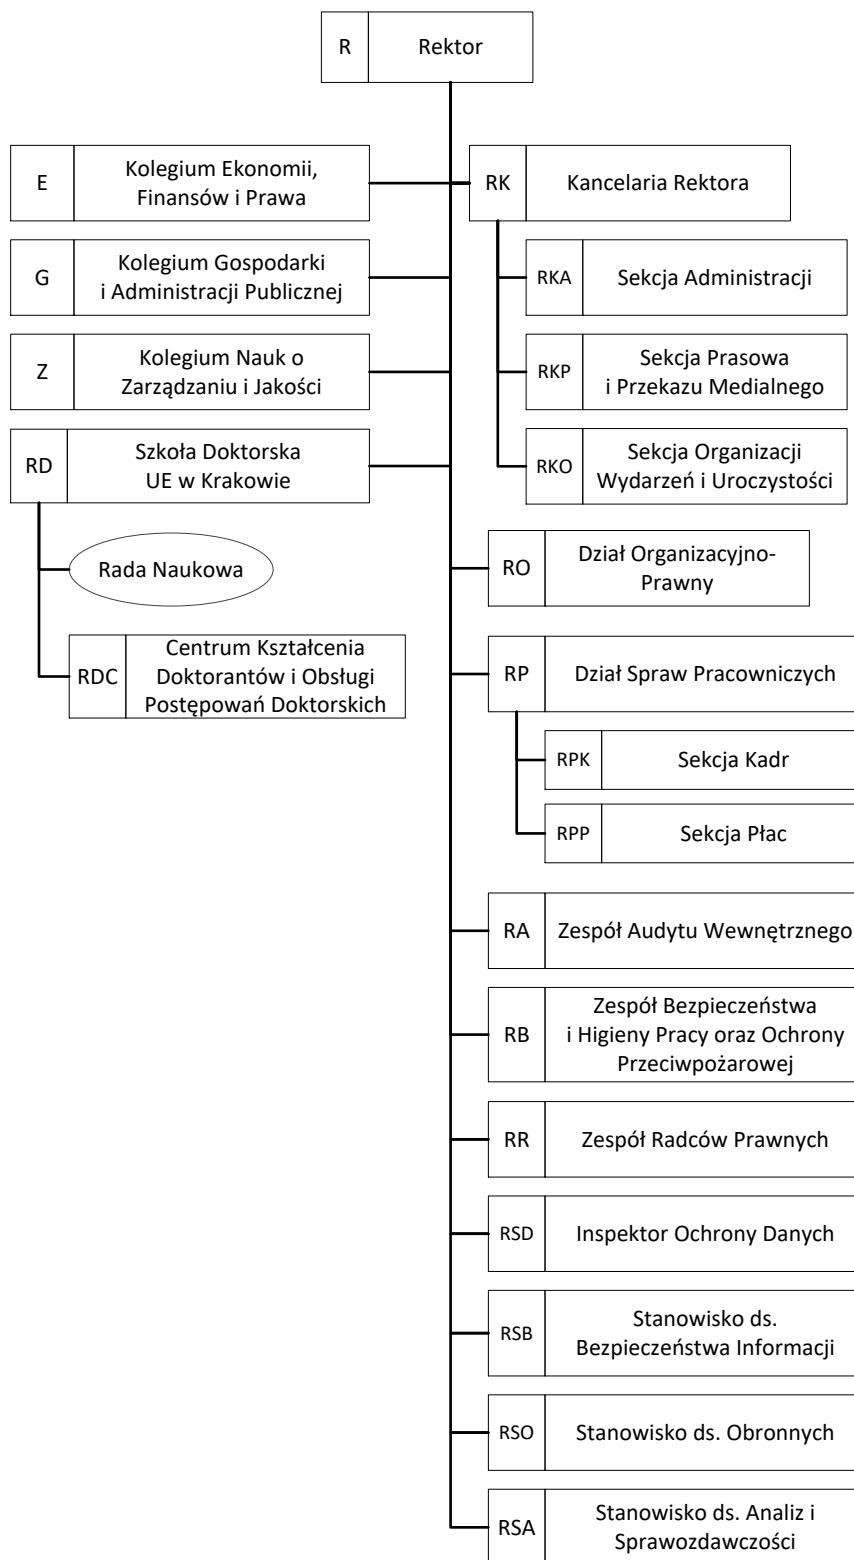 R Rektor
E Kolegium Ekonomii,
Finansów i Prawa
G Kolegium Gospodarki
i Administracji Publicznej
Z Kolegium Nauk o
Zarządzaniu i Jakości
RD Szkoła Doktorska
UE w Krakowie
Rada Naukowa
RDC Centrum Kształcenia
Doktorantów i Obsługi
Postępowań Doktorskich
RK Kancelaria Rektora
RKA Sekcja Administracji
RKP Sekcja Prasowa
i Przekazu Medialnego
RKO Sekcja Organizacji
Wydarzeń i Uroczystości
RO Dział Organizacyjno-
Prawny
RP Dział Spraw Pracowniczych
RPK Sekcja Kadr
RPP Sekcja Płac
RA Zespół Audytu Wewnętrznego
RB Zespół Bezpieczeństwa
i Higieny Pracy oraz Ochrony
Przeciwpożarowej
RR Zespół Radców Prawnych
RSD Inspektor Ochrony Danych
RSB Stanowisko ds.
Bezpieczeństwa Informacji
RSO Stanowisko ds. Obronnych
RSA Stanowisko ds. Analiz i
Sprawozdawczości